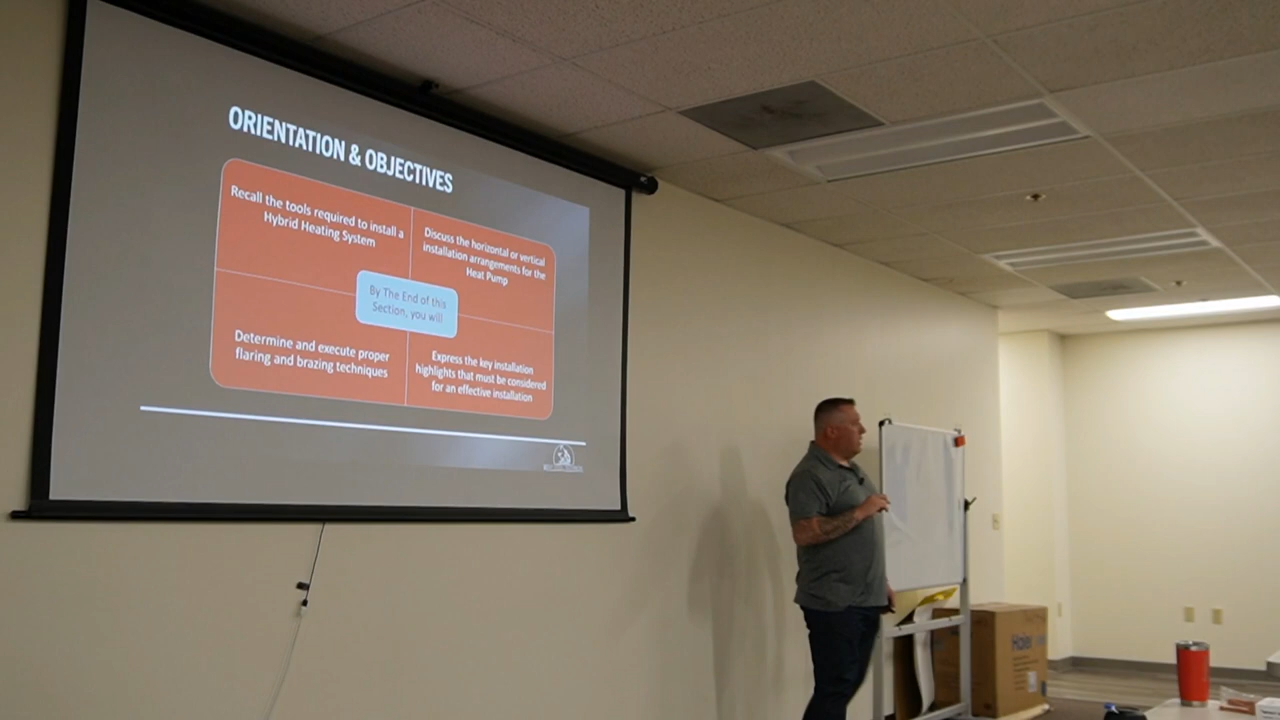 ORIENTATION & OBJECTIVES
Recall the tools required to install a
Hybrid Heating System
Discuss the horizontal or vertical
installation arrangements for the
Heat Pump
By The End of this
Section, you will
Determine and execute proper
flaring and brazing techniques
Express the key installation
highlights that must be considered
for an effective installation
Haier